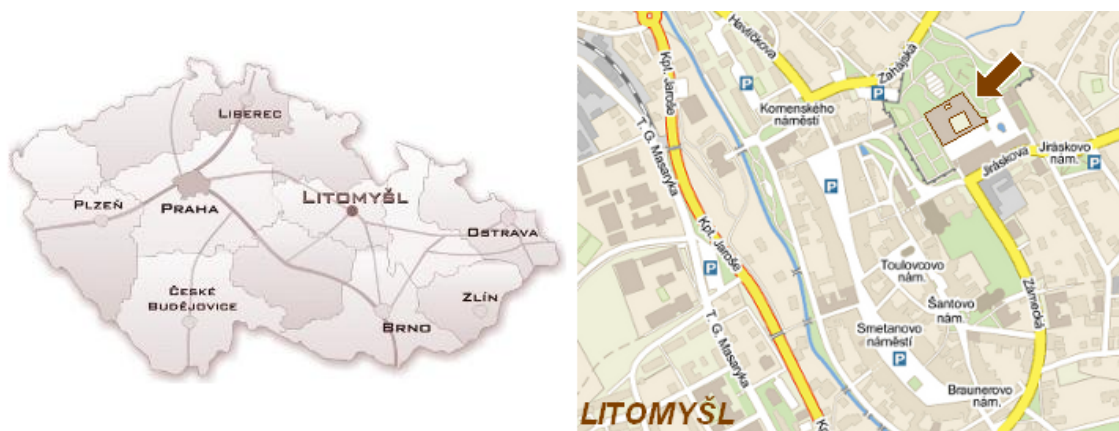 LIBEREC
PLZEŇ
PRAHA
LITOMYŠL
OSTRAVA
ČESKÉ
BUDĚJOVICE
ZLÍN
BRNO
Havlíčkova
Kpt. Jaroše
Zahájská
P
P
Komenského
náměstí
T. G. Masaryka
Jiráskova
Jiráskovo
nám.
P
P
Kpt. Jaroše
P
Toulovcovo
nám.
Zámecká
Šantovo
nám.
T. G. Masaryka
Smetanovo
náměstí
P
Braunerovo
nám.
LITOMYŠL